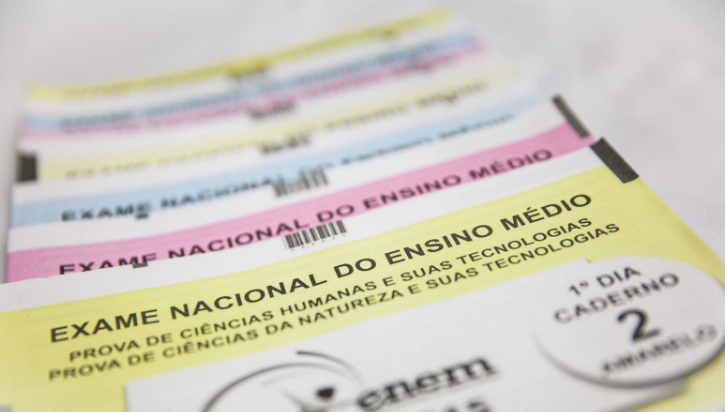 EXAME NACIONAL DO ENSINO MÉDIO
EXAME NACIONAL DO ENSINO MÉDIO
EXAME NACIONAL DO ENSINO MÉDIO
PROVA DE CIÊNCIAS HUMANAS E SUAS TECNOLOGIAS
PROVA DE CIÊNCIAS DA NATUREZA E SUAS TECNOLOGIAS
1º DIA
CADERNO
2
AMARELO
enem